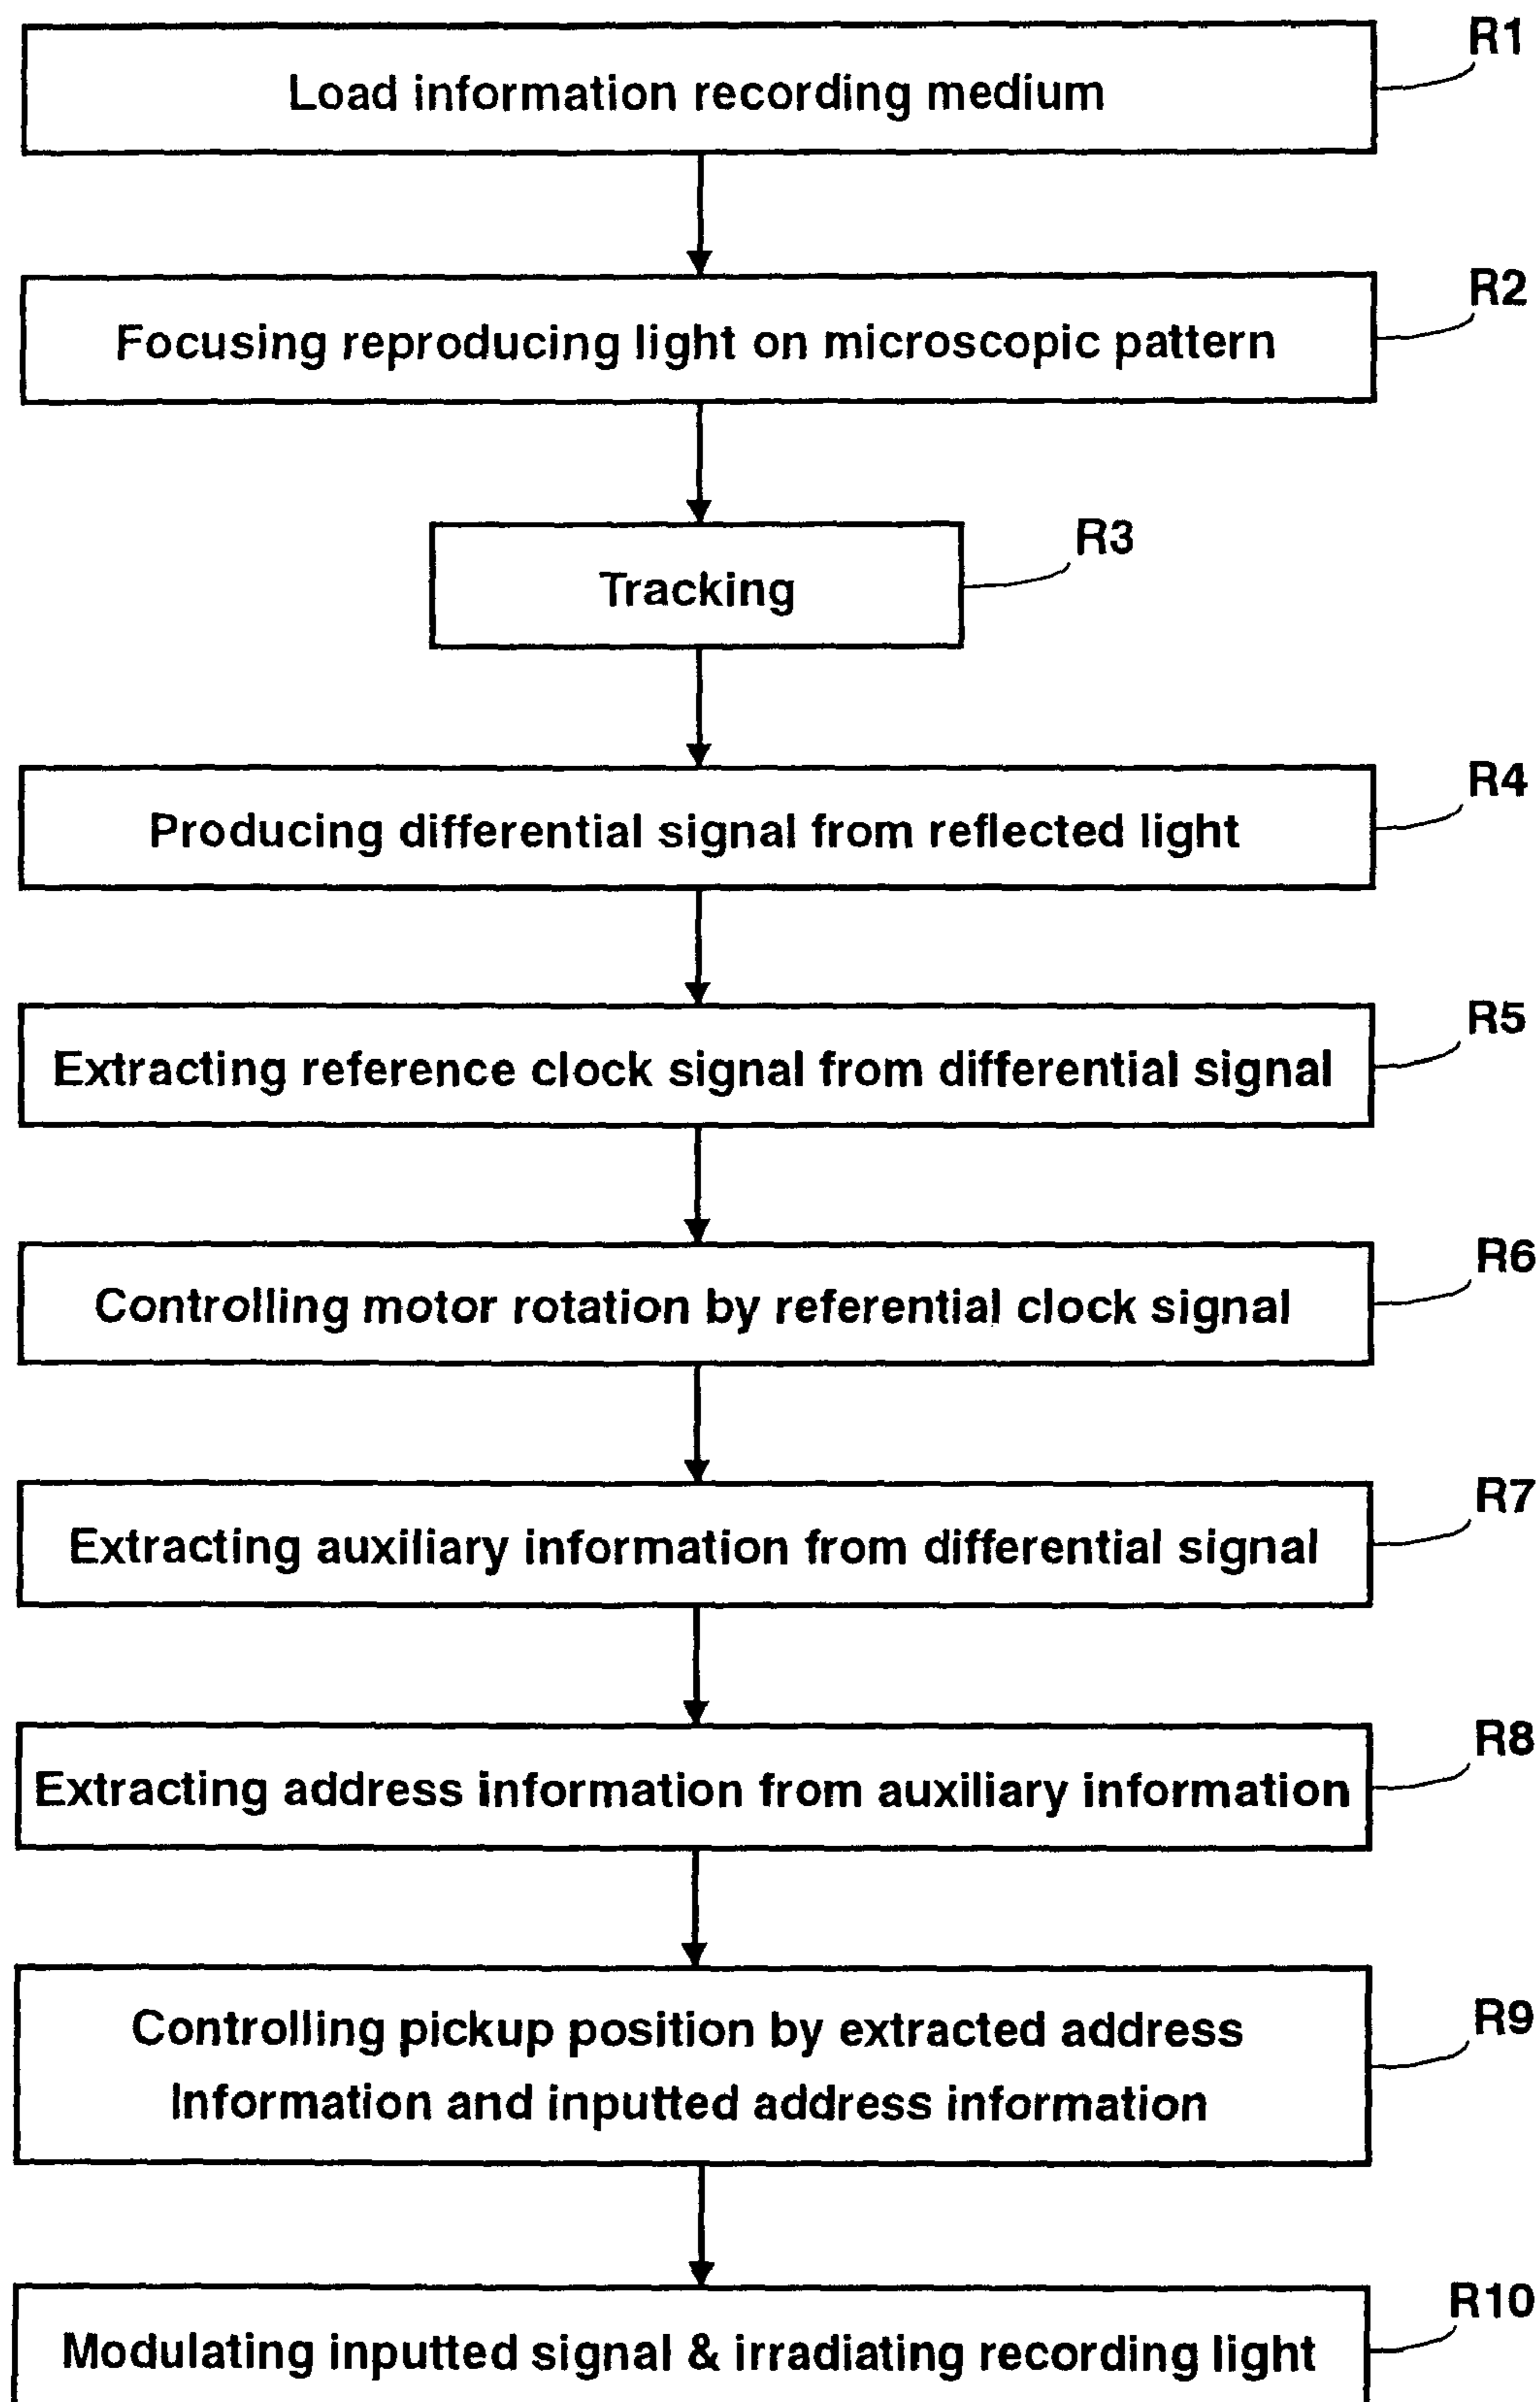 R1
Load information recording medium
R2
Focusing reproducing light on microscopic pattern
R3
Tracking
R4
Producing differential signal from reflected light
R5
Extracting reference clock signal from differential signal
R6
Controlling motor rotation by referential clock signal
R7
Extracting auxiliary information from differential signal
R8
Extracting address information from auxiliary information
R9
Controlling pickup position by extracted address
Information and inputted address information
R10
Modulating inputted signal & irradiating recording light